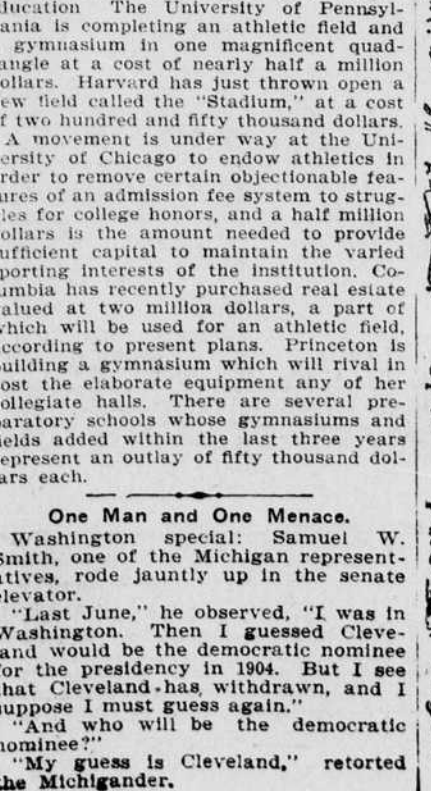 ducation The University of Pennsyl-
ania is completing an athletic field and
gymnasium in one magnificent quad-
angle at a cost of nearly half a million
ollars. Harvard has just thrown open a
ew field called the "Stadium," at a cost
f two hundred and fifty thousand dollars.
A movement is under way at the Uni-
ersity of Chicago to endow athletics in
rder to remove certain objectionable fea-
ures of an admission fee system to strug-
les for college honors, and a half million
ollars is the amount needed to provide
ufficient capital to maintain the varied
porting interests of the institution. Co-
umbia has recently purchased real estate
alued at two million dollars, a part of
which will be used for an athletic field,
ccording to present plans. Princeton is
uilding a gymnasium which will rival in
ost the elaborate equipment any of her
ollegiate halls. There are several pre-
aratory schools whose gymnasiums and
ields added within the last three years
epresent an outlay of fifty thousand dol-
ars each.
One Man and One Menace.
Washington special: Samuel W.
Smith, one of the Michigan represent-
atives, rode jauntly up in the senate
elevator.
"Last June," he observed, "I was in
Washington. Then I guessed Cleve-
and would be the democratic nominee
for the presidency in 1904. But I see
that Cleveland has withdrawn, and I
suppose I must guess again."
"And who will be the democratic
nominee?"
"My guess is Cleveland," retorted
the Michigander.